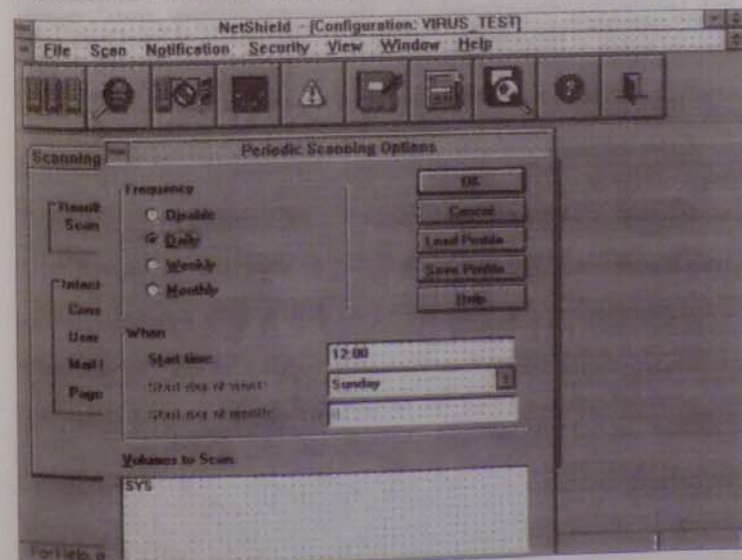 NetShield - [Configuration: VIRUS_TEST]
File Scan Notification Security View Window Help
Scanning
Periodic Scanning Options
Result
Scan
Infect
Cons
User
Mail
Page
Frequency
Disable
Daily
Weekly
Monthly
OK
Cancel
Load Profile
Save Profile
Help
When
Start time: 12:00
Start day of week: Sunday
Start day of month:
Volumes to Scan
SYS
For Help, p